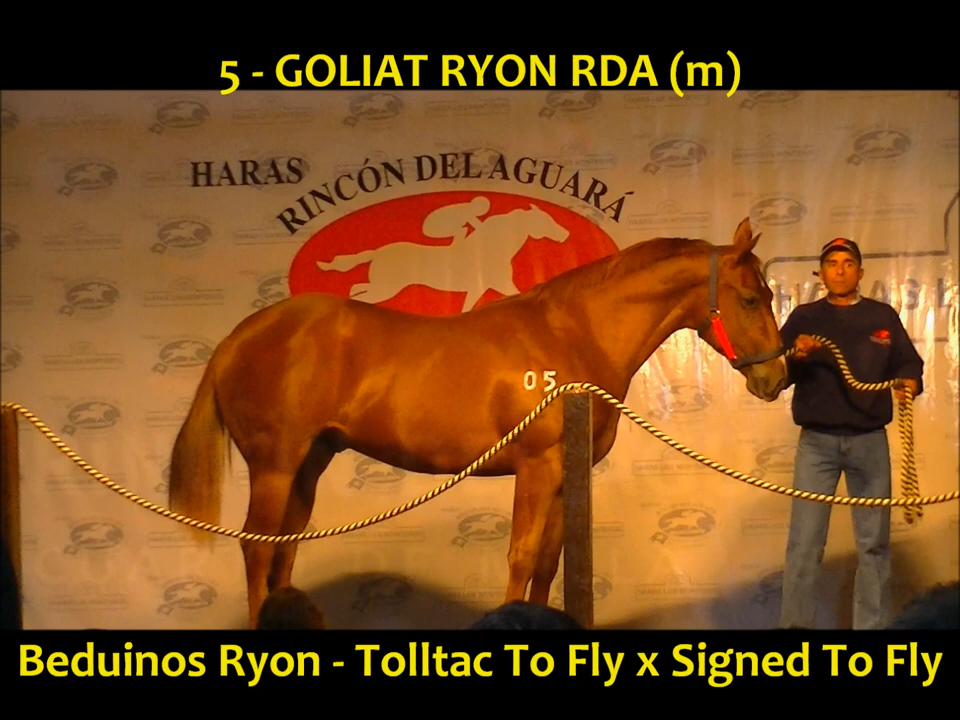 5 - GOLIAT RYON RDA (m)
HARAS RINCÓN DEL AGUARÁ
05
Beduinos Ryon - Tolltac To Fly x Signed To Fly